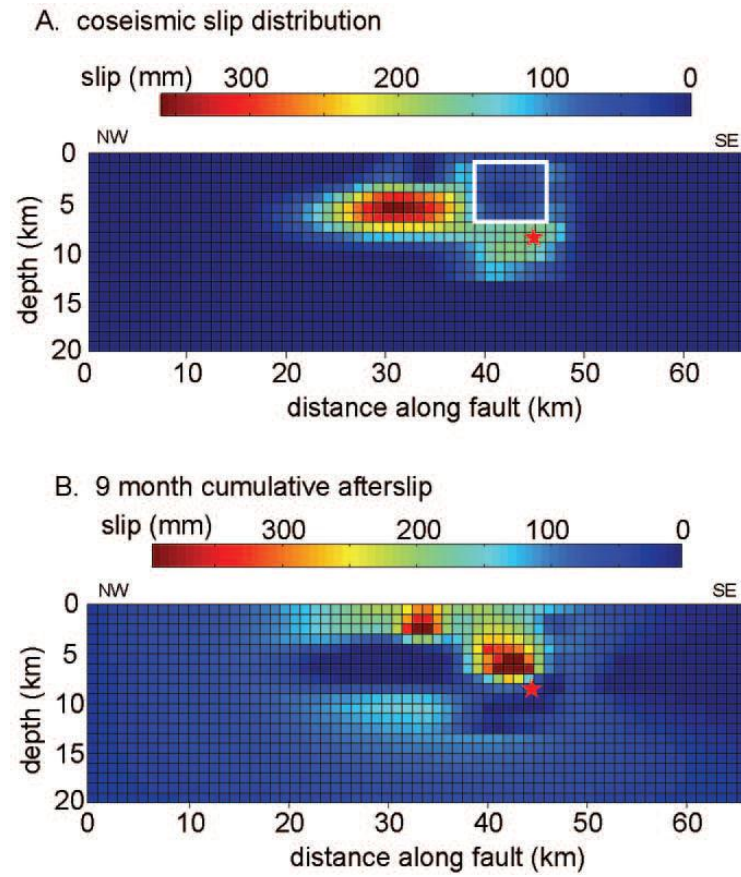 A. coseismic slip distribution
slip (mm) 300 200 100 0
NW SE
0
5
10
15
20
depth (km)
0 10 20 30 40 50 60
distance along fault (km)
B. 9 month cumulative afterslip
slip (mm) 300 200 100 0
NW SE
0
5
10
15
20
depth (km)
0 10 20 30 40 50 60
distance along fault (km)